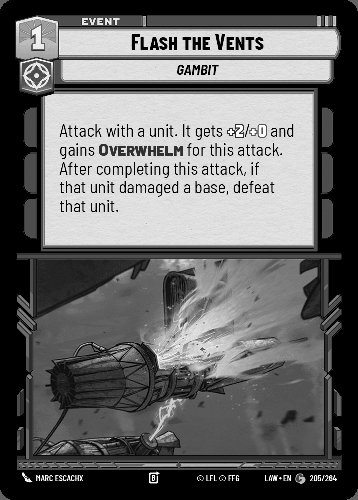 EVENT
1
FLASH THE VENTS
GAMBIT
Attack with a unit. It gets +2/+0 and
gains OVERWHELM for this attack.
After completing this attack, if
that unit damaged a base, defeat
that unit.
MARC ESCACHX
© LFL © FFG
LAW • EN
205/264